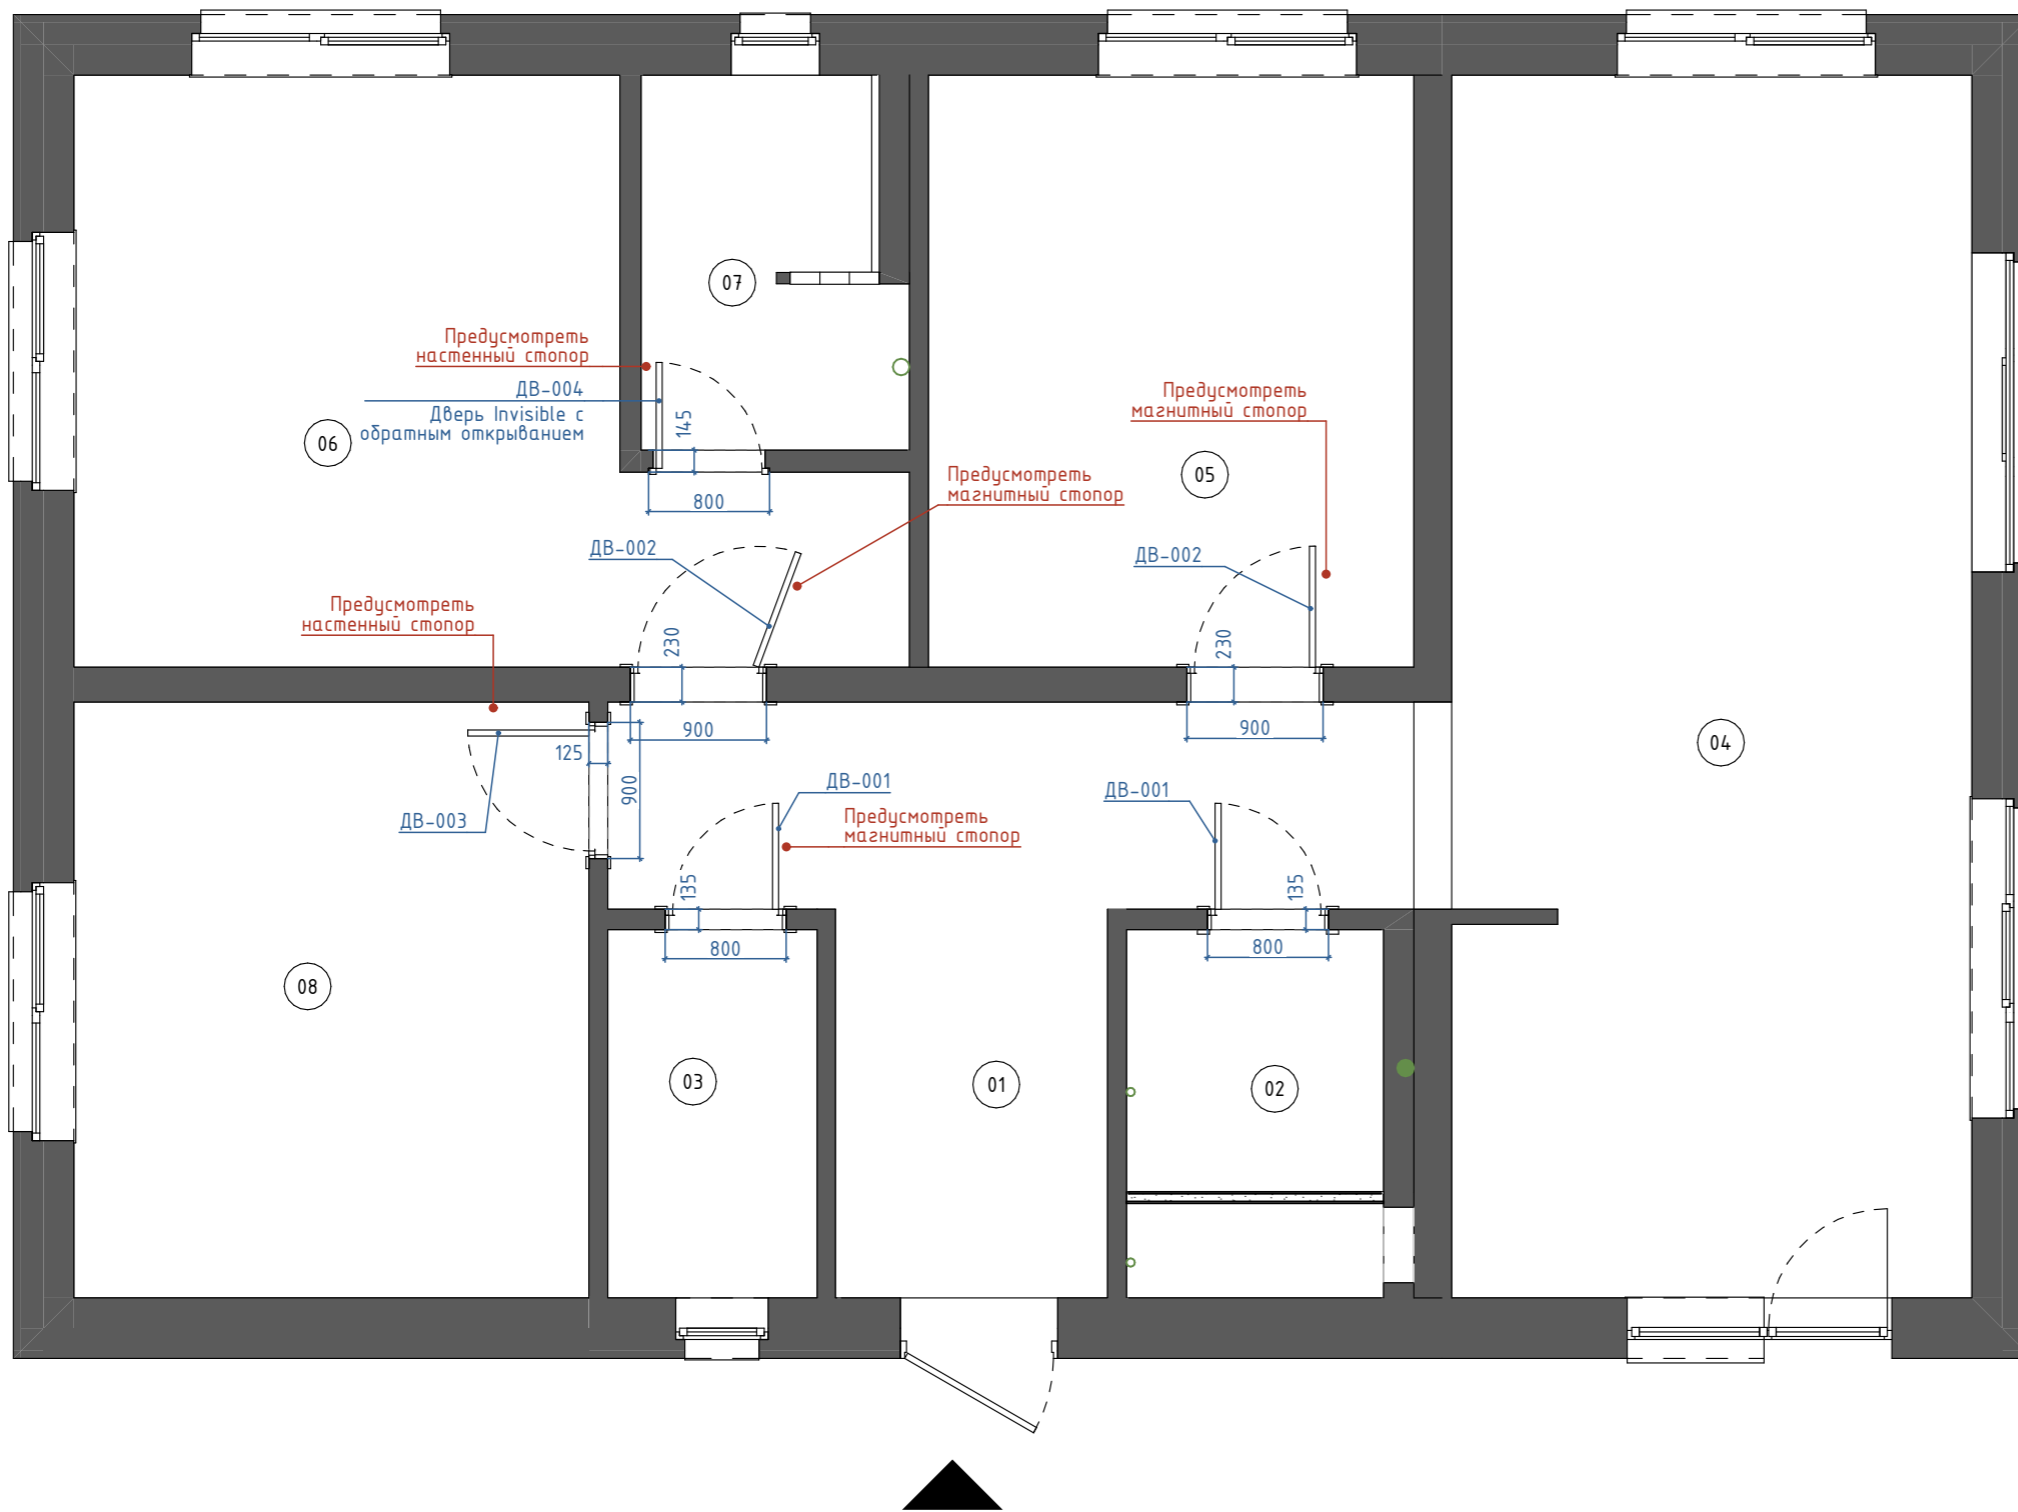 07
Предусмотреть
настенный стопор
ДВ-004
Дверь Invisible с
обратным открыванием
145
800
06
Предусмотреть
магнитный стопор
05
Предусмотреть
магнитный стопор
ДВ-002
ДВ-002
230
230
900
900
Предусмотреть
настенный стопор
125
900
ДВ-003
04
ДВ-001
Предусмотреть
магнитный стопор
ДВ-001
135
135
800
800
08
03
01
02